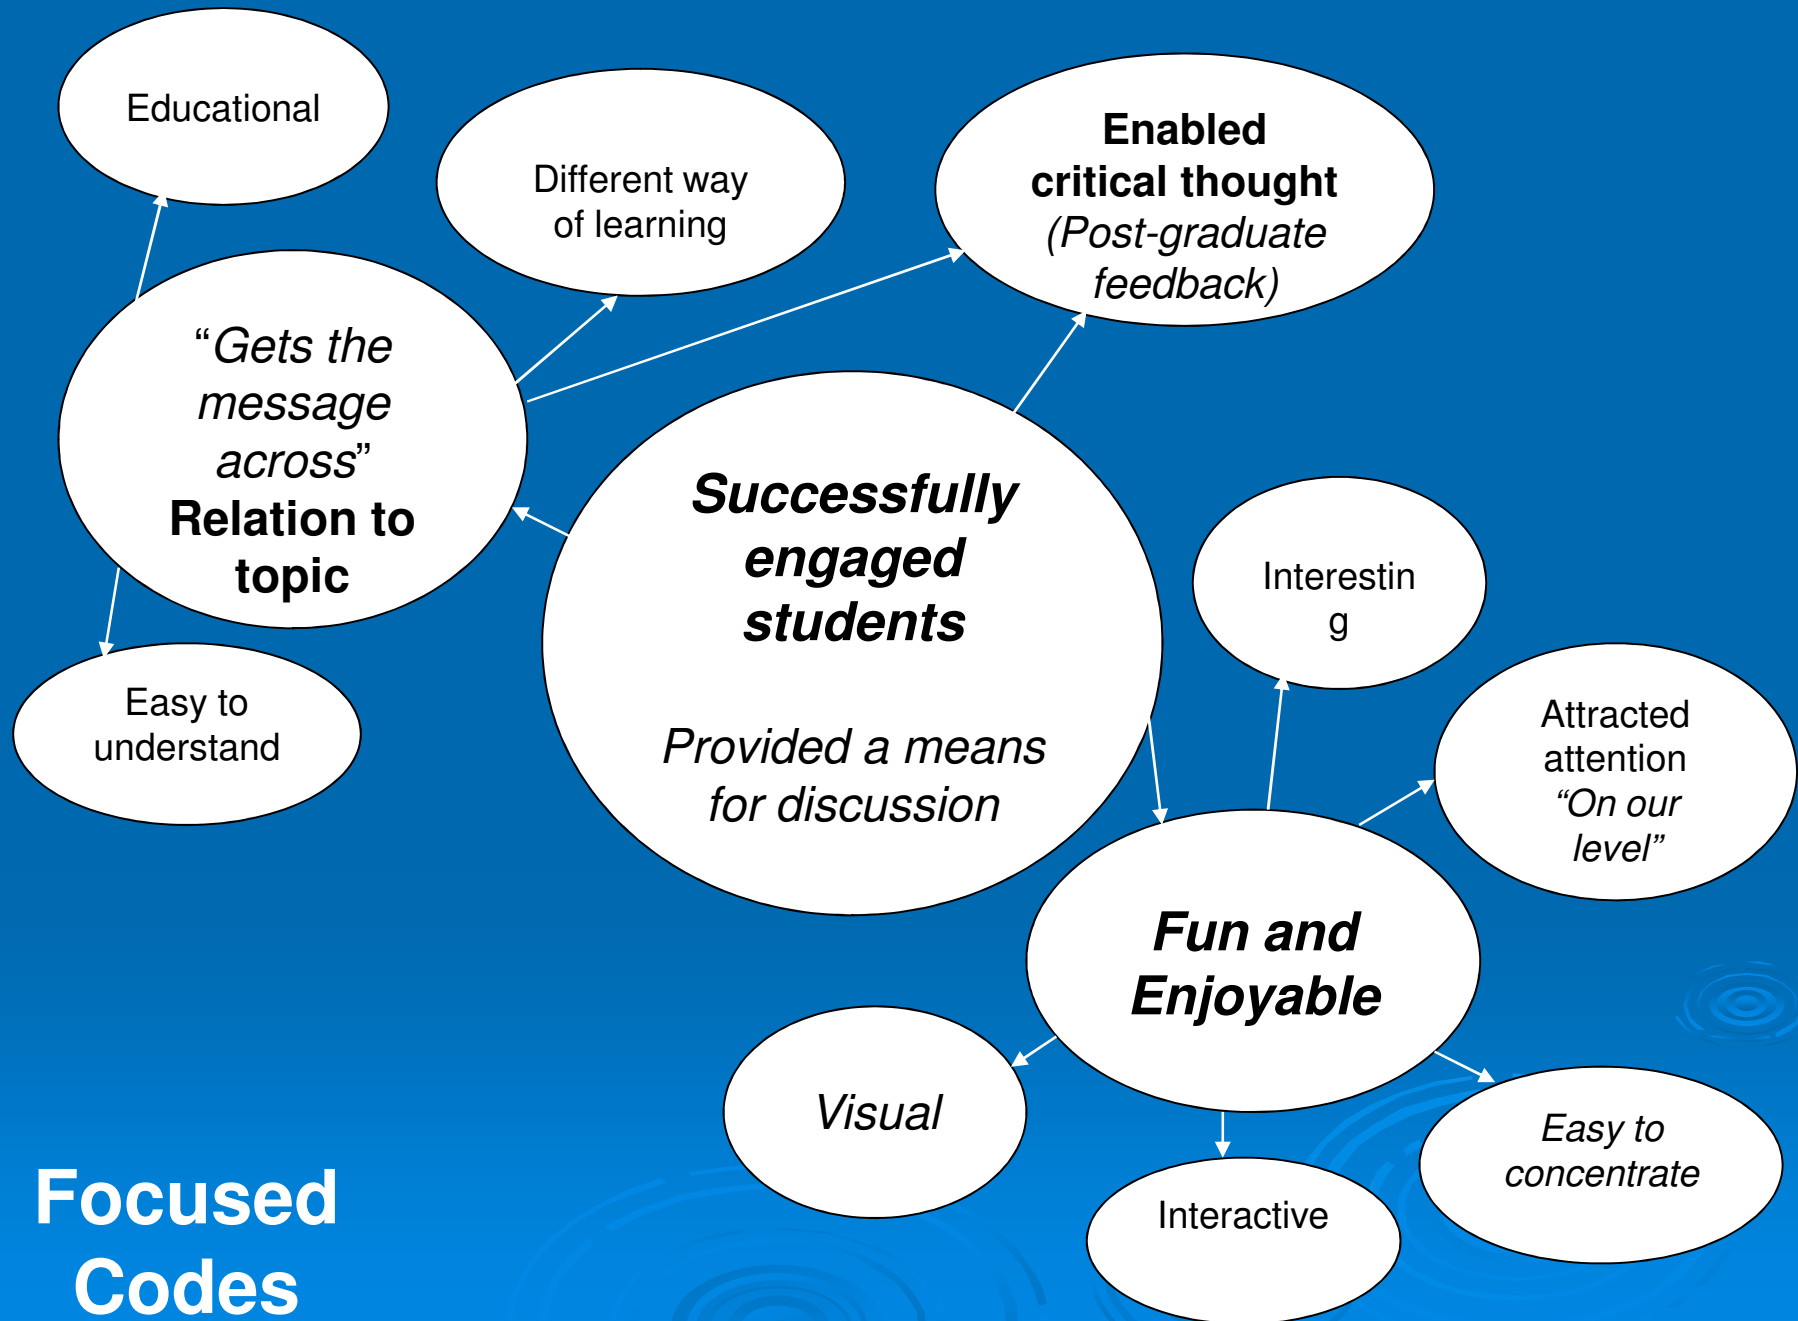 Educational
Different way
of learning
Enabled
critical thought
(Post-graduate
feedback)
“Gets the
message
across”
Relation to
topic
Successfully
engaged
students
Provided a means
for discussion
Interestin
g
Easy to
understand
Attracted
attention
“On our
level”
Fun and
Enjoyable
Visual
Easy to
concentrate
Interactive
Focused
Codes